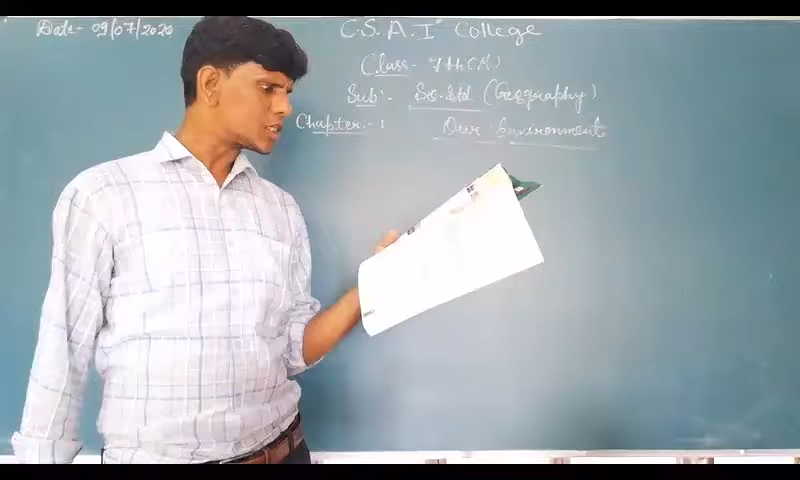 Date:- 09/07/2020
C.S.A.I College
Class- 7th (A)
Sub:- So.Std (Geography)
Chapter:- 1 Our Environment